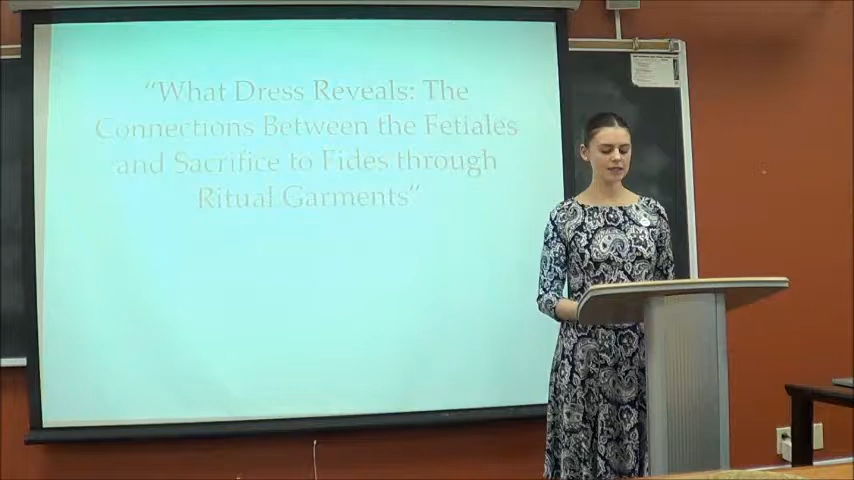 “What Dress Reveals: The
Connections Between the Fetiales
and Sacrifice to Fides through
Ritual Garments”